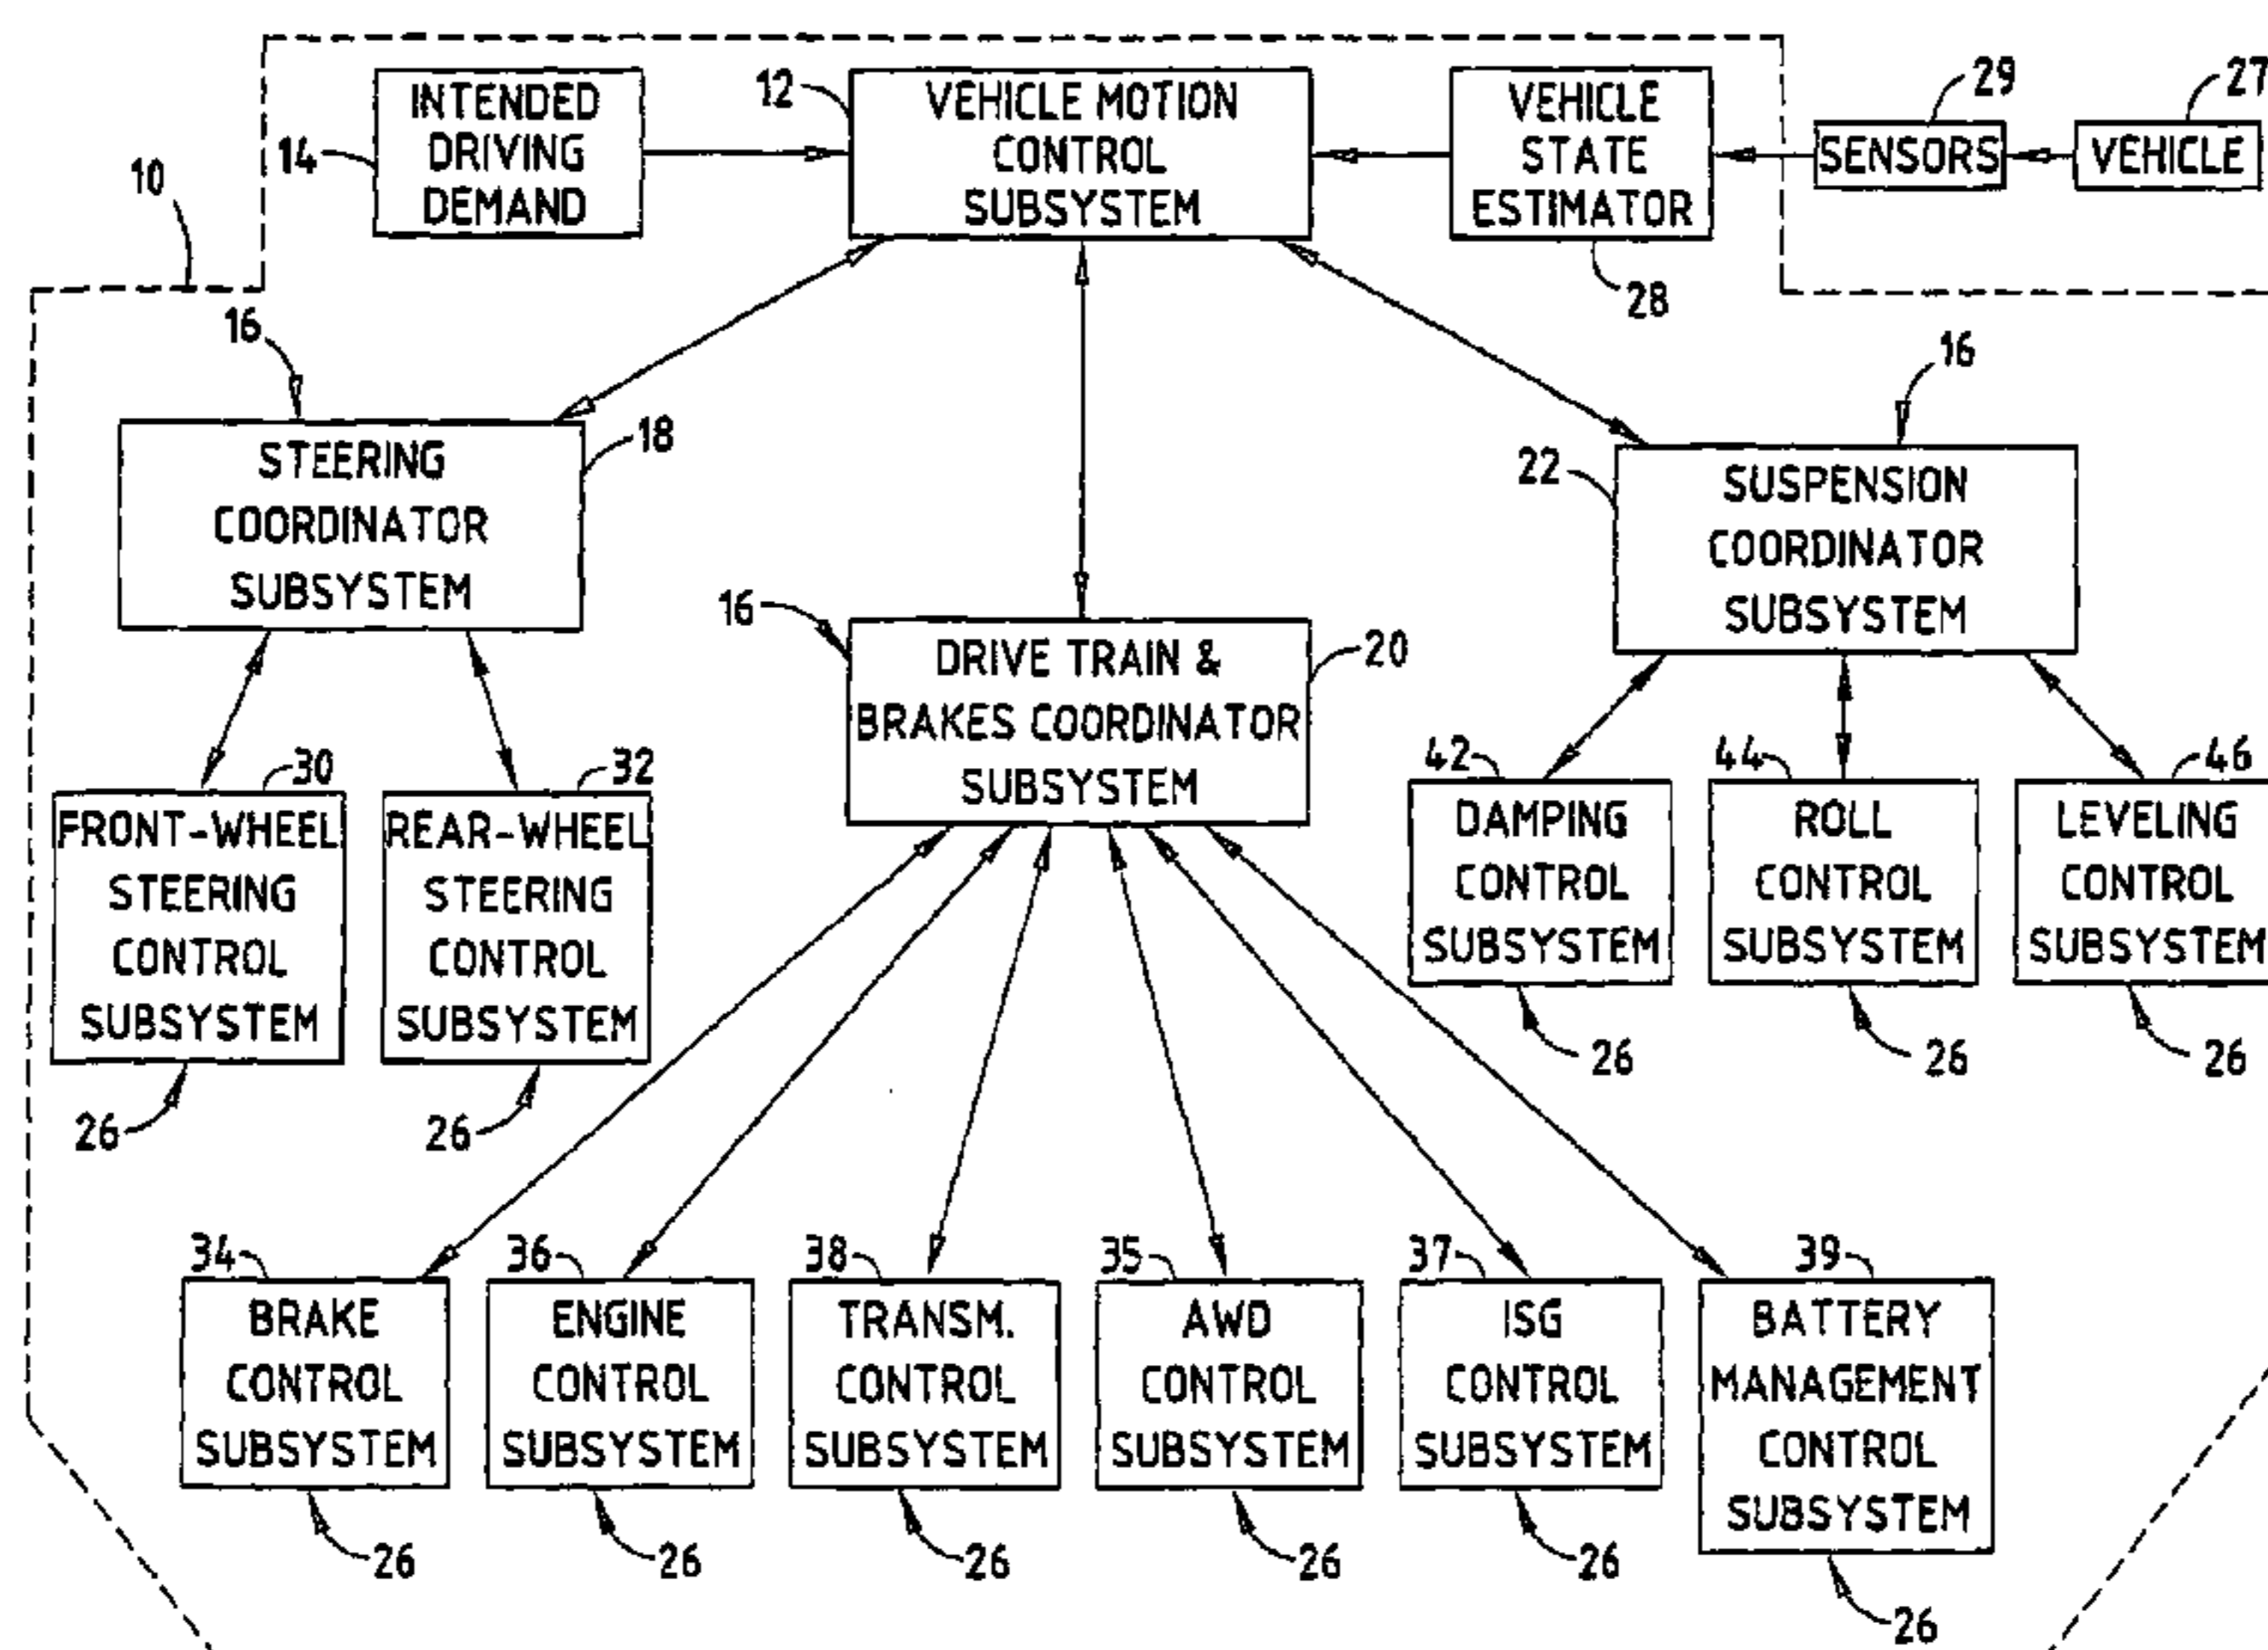 10
INTENDED
DRIVING
DEMAND
14
VEHICLE MOTION
CONTROL
SUBSYSTEM
12
VEHICLE
STATE
ESTIMATOR
28
SENSORS
29
VEHICLE
27
16
STEERING
COORDINATOR
SUBSYSTEM
18
16
DRIVE TRAIN &
BRAKES COORDINATOR
SUBSYSTEM
20
16
SUSPENSION
COORDINATOR
SUBSYSTEM
22
30
FRONT-WHEEL
STEERING
CONTROL
SUBSYSTEM
26
32
REAR-WHEEL
STEERING
CONTROL
SUBSYSTEM
26
42
DAMPING
CONTROL
SUBSYSTEM
26
44
ROLL
CONTROL
SUBSYSTEM
26
46
LEVELING
CONTROL
SUBSYSTEM
26
34
BRAKE
CONTROL
SUBSYSTEM
26
36
ENGINE
CONTROL
SUBSYSTEM
26
38
TRANSM.
CONTROL
SUBSYSTEM
26
35
AWD
CONTROL
SUBSYSTEM
26
37
ISG
CONTROL
SUBSYSTEM
26
39
BATTERY
MANAGEMENT
CONTROL
SUBSYSTEM
26